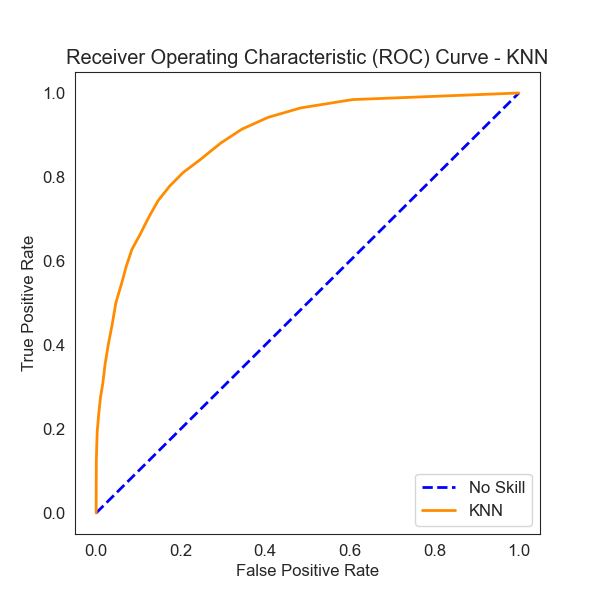 Receiver Operating Characteristic (ROC) Curve - KNN
1.0
0.8
0.6
0.4
0.2
0.0
True Positive Rate
No Skill
KNN
0.0 0.2 0.4 0.6 0.8 1.0
False Positive Rate